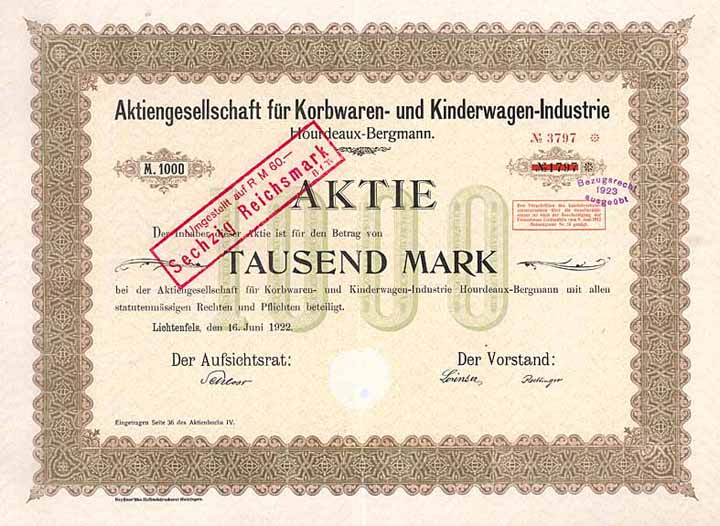 Aktiengesellschaft für Korbwaren- und Kinderwagen-Industrie
Hourdeaux-Bergmann.
№ 3797
M. 1000
№ 1797
Umgestellt auf R. M 60.—
Sechzig Reichsmark
Bezugsrecht
1923
ausgeübt
AKTIE
1000
Der Inhaber dieser Aktie ist für den Betrag von
TAUSEND MARK
bei der Aktiengesellschaft für Korbwaren- und Kinderwagen-Industrie Hourdeaux-Bergmann mit allen
statutenmässigen Rechten und Pflichten beteiligt.
Lichtenfels, den 16. Juni 1922.
Der Aufsichtsrat:
Der Vorstand:
Eingetragen Seite 36 des Aktienbuchs IV.